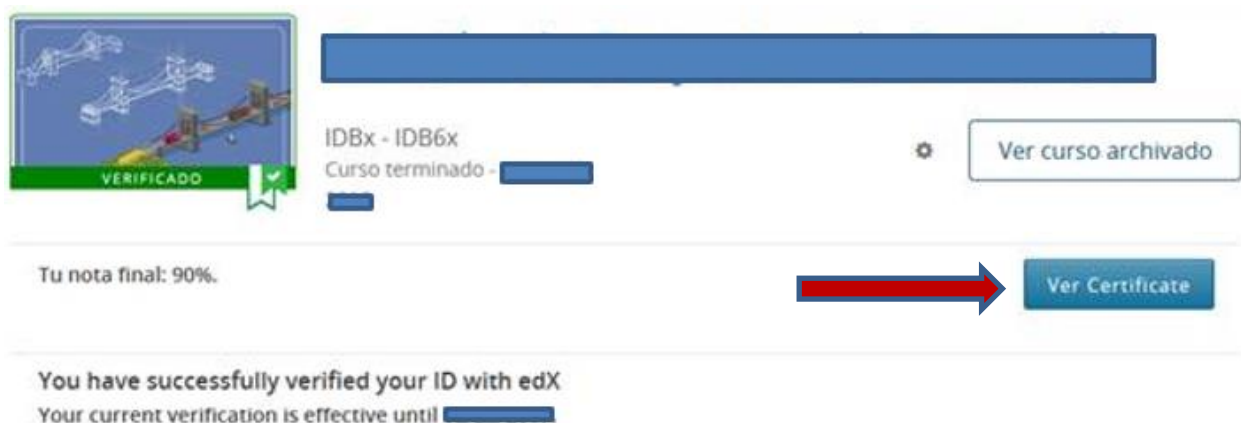 IDBx - IDB6x
Ver curso archivado
Curso terminado -
VERIFICADO
Tu nota final: 90%.
Ver Certificate
You have successfully verified your ID with edX
Your current verification is effective until